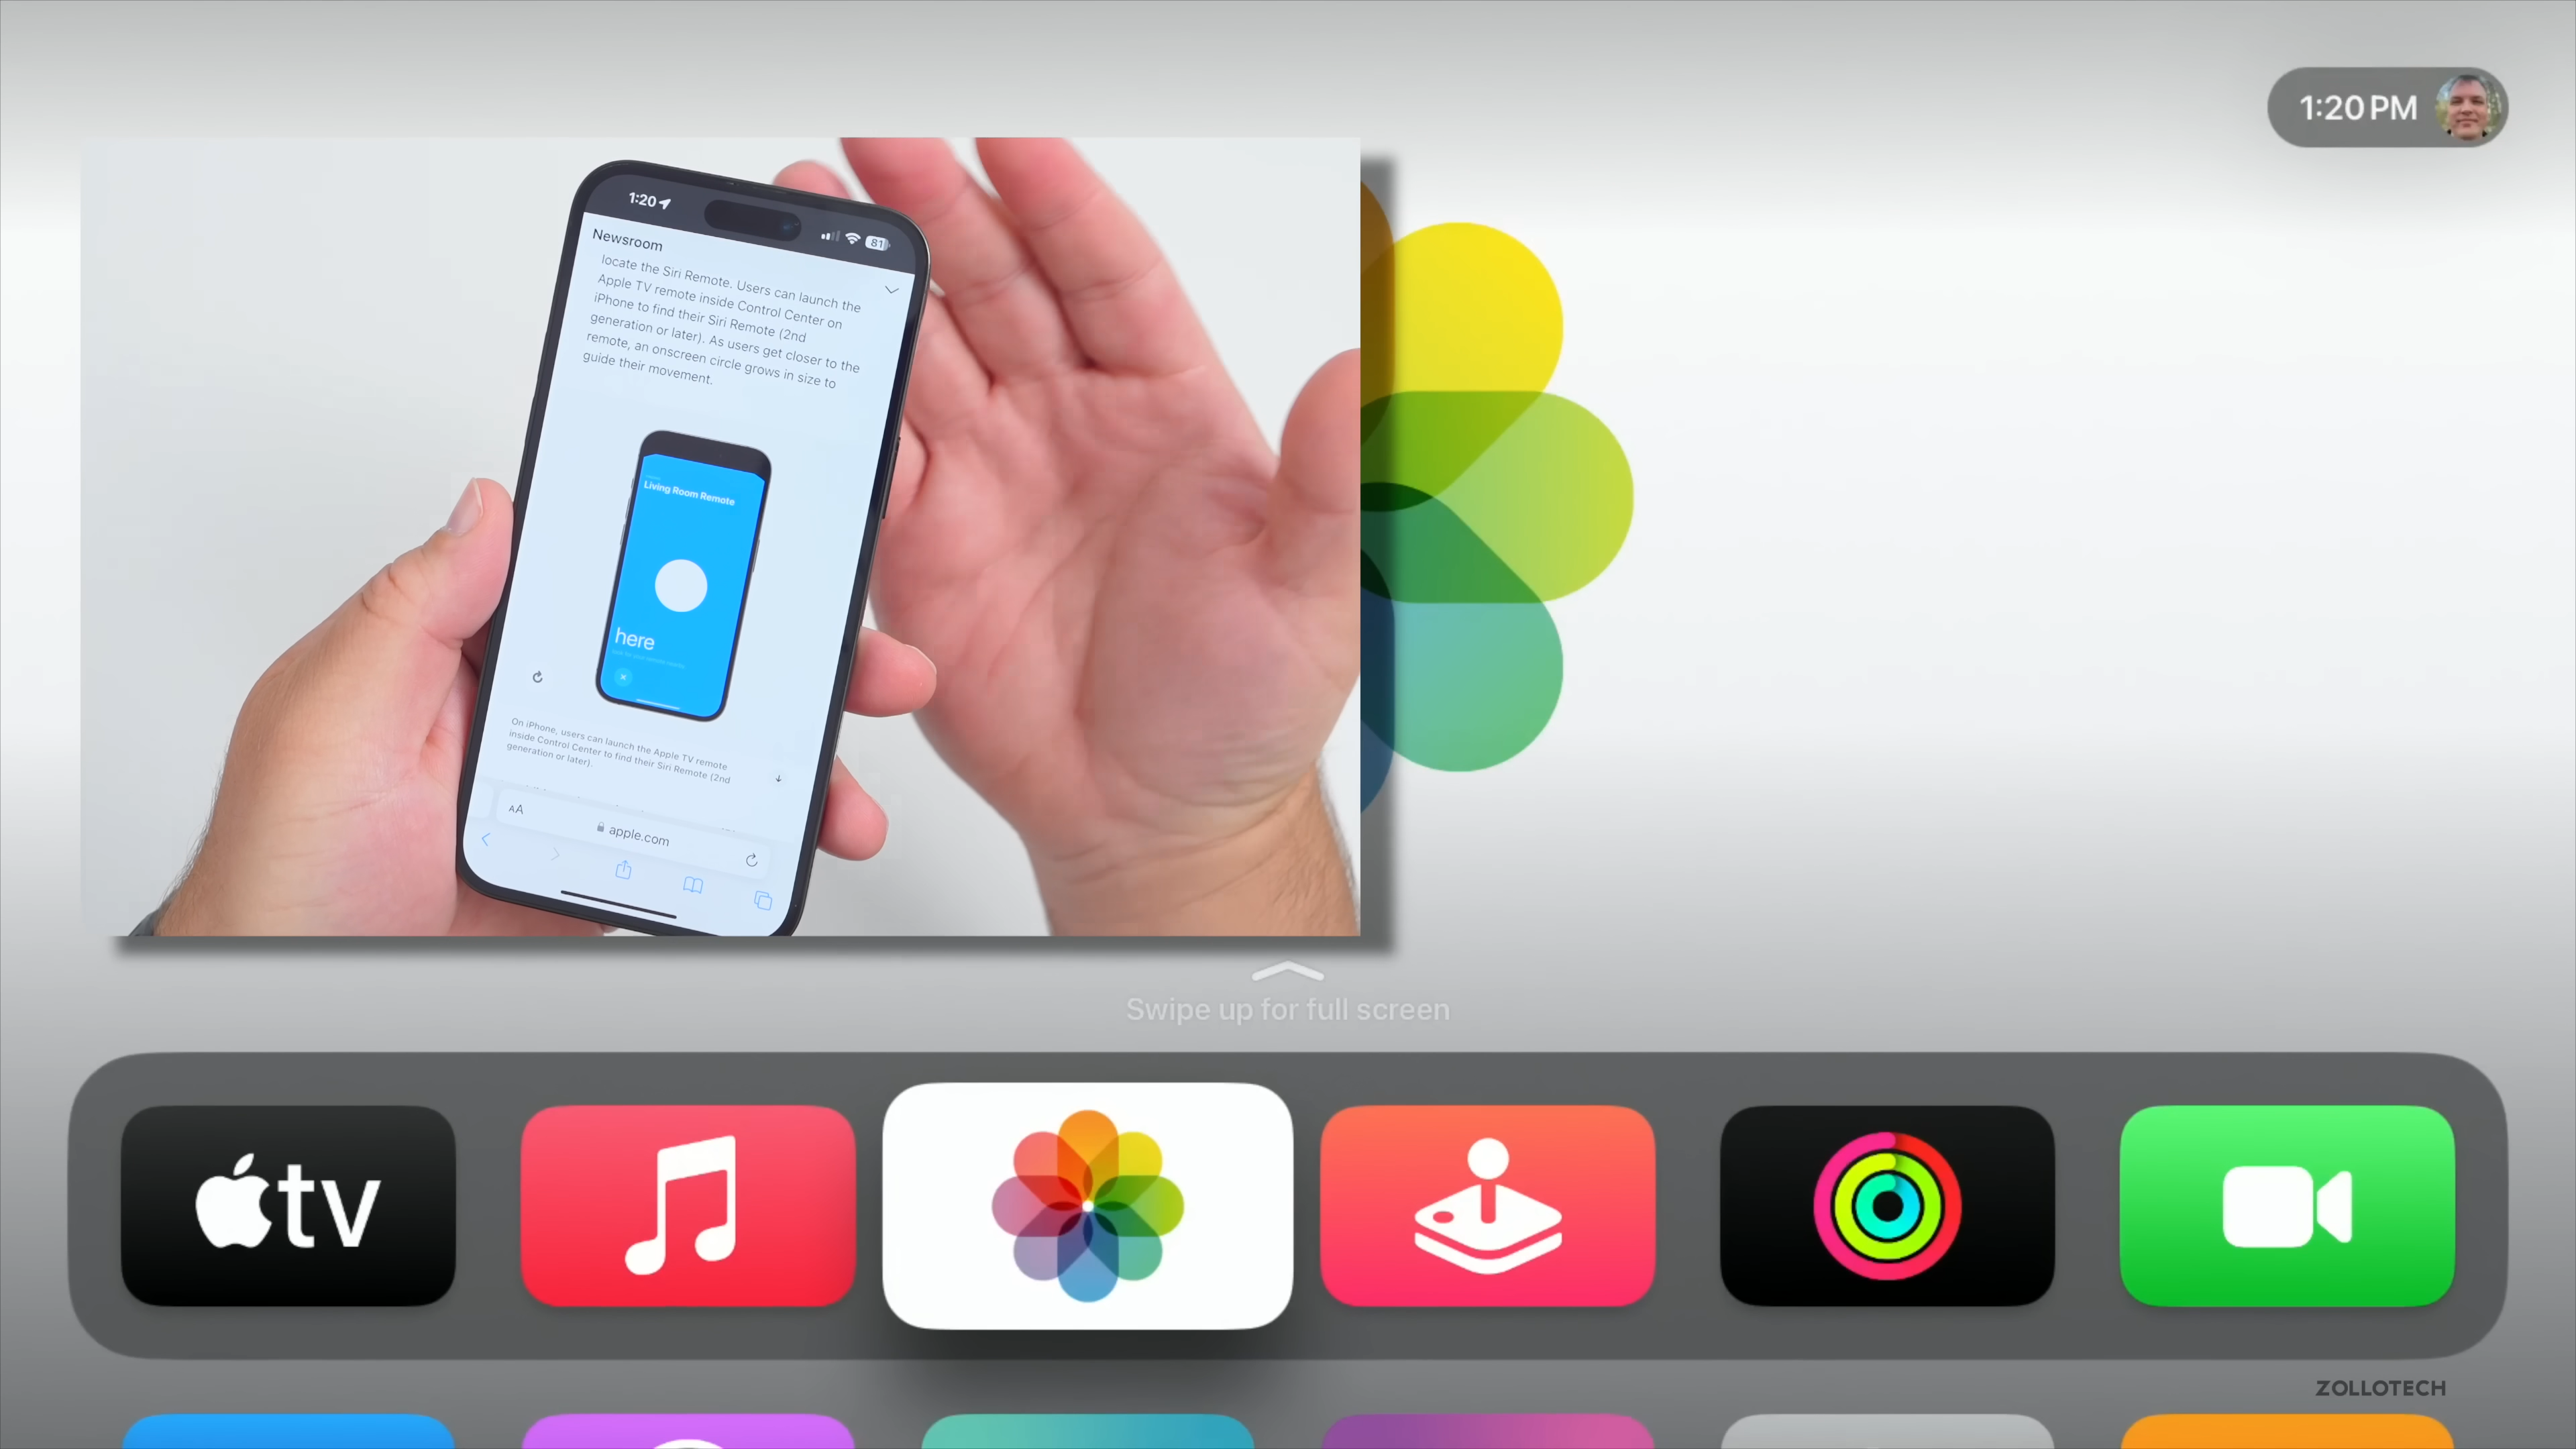 1:20 PM
1:20
81
Newsroom
locate the Siri Remote. Users can launch the
Apple TV remote inside Control Center on
iPhone to find their Siri Remote (2nd
generation or later). As users get closer to the
remote, an onscreen circle grows in size to
guide their movement.
Living Room Remote
here
On iPhone, users can launch the Apple TV remote
inside Control Center to find their Siri Remote (2nd
generation or later).
AA
apple.com
Swipe up for full screen
tv
ZOLLOTECH